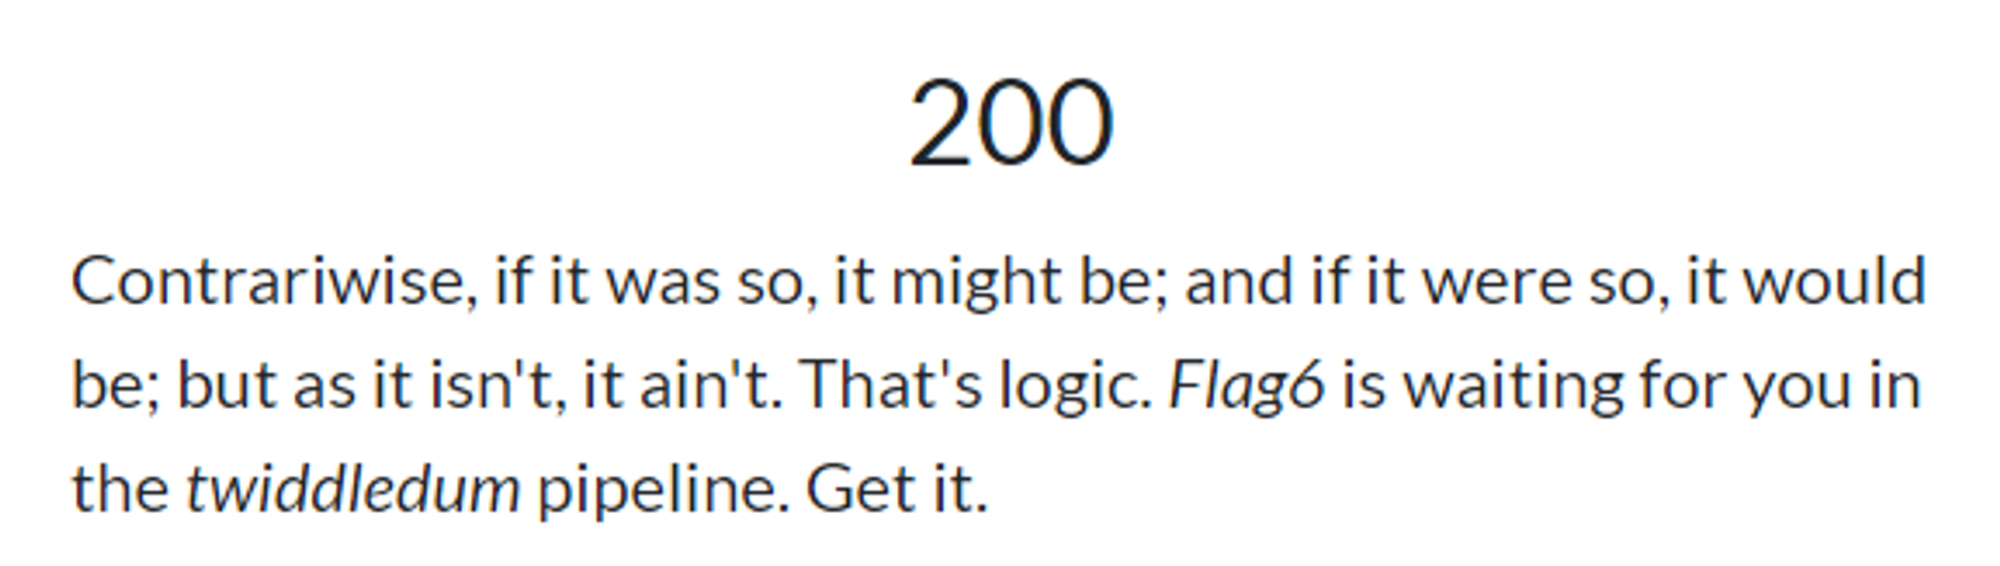 200
Contrariwise, if it was so, it might be; and if it were so, it would
be; but as it isn't, it ain't. That's logic. Flag6 is waiting for you in
the twiddledum pipeline. Get it.